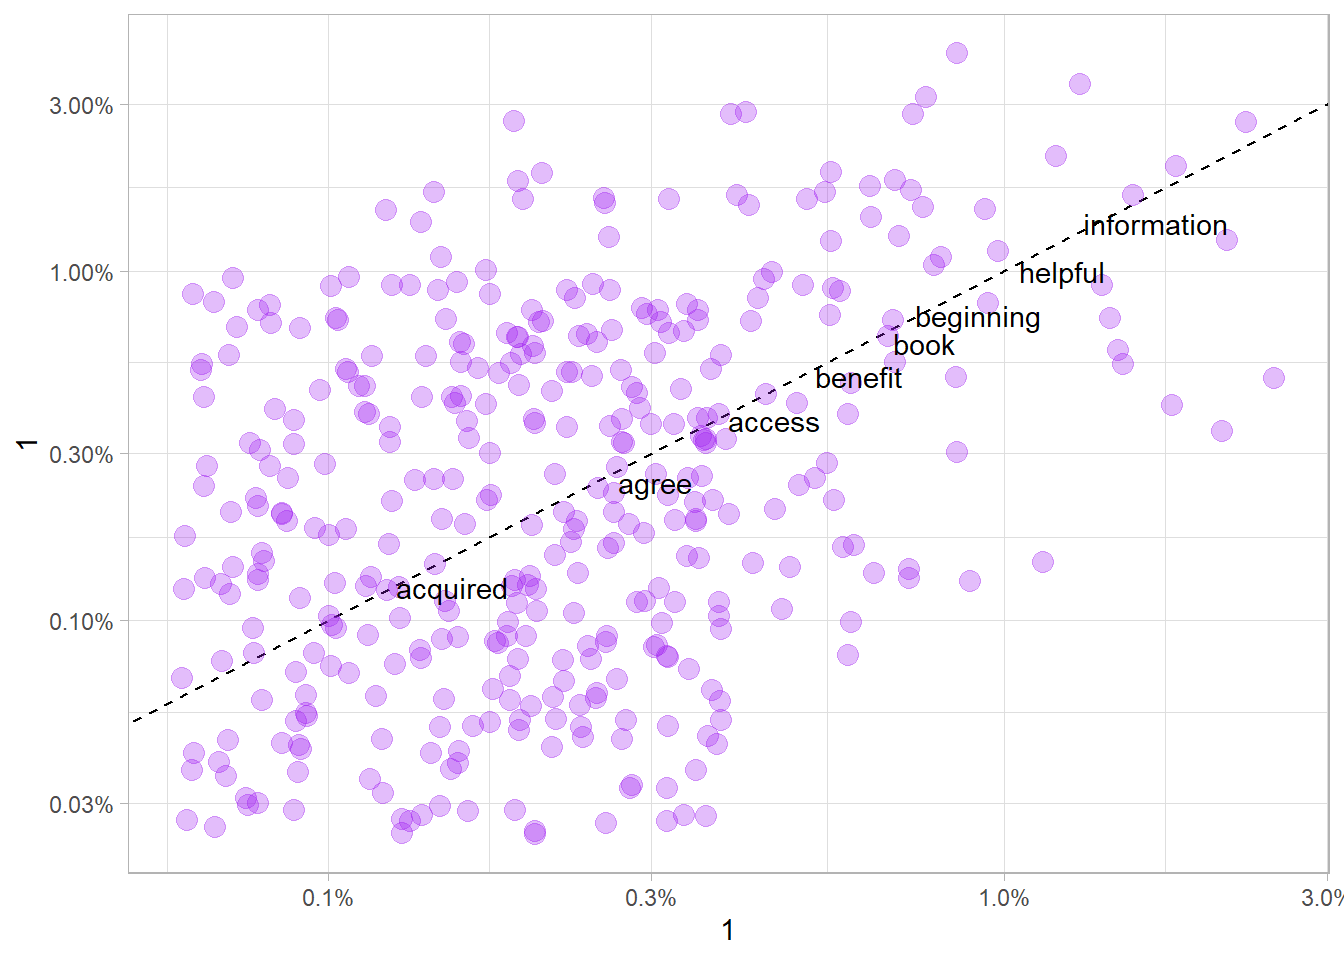 3.00%
1.00%
0.30%
0.10%
0.03%
1
information
helpful
beginning
book
benefit
access
agree
acquired
0.1%
0.3%
1.0%
3.0%
1